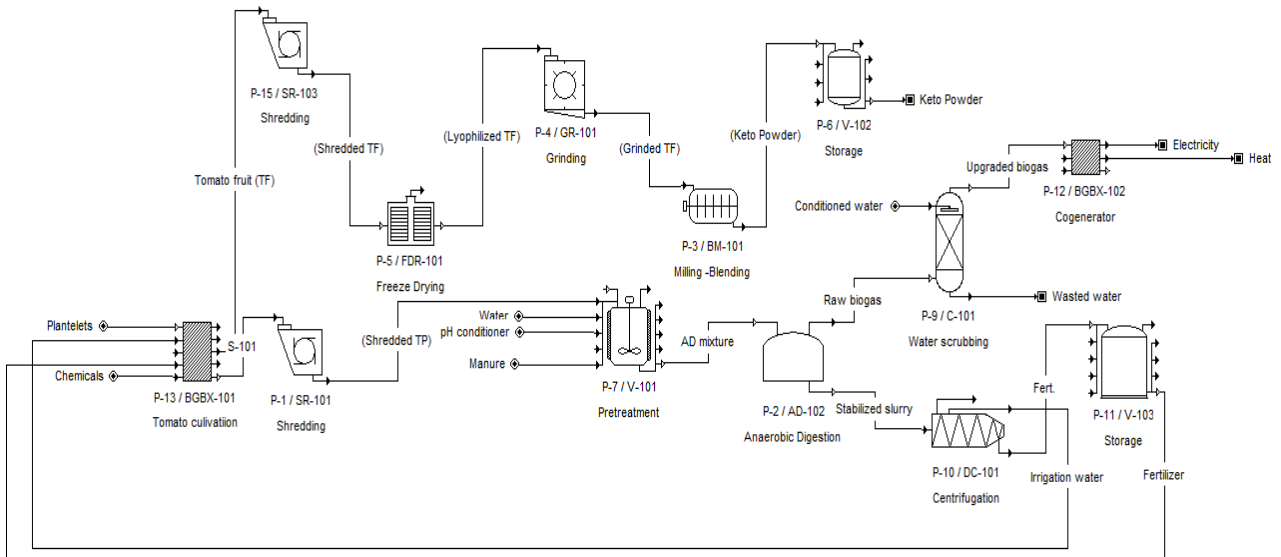 P-15 / SR-103
Shredding
Tomato fruit (TF)
(Shredded TF)
P-5 / FDR-101
Freeze Drying
(Lyophilized TF)
P-4 / GR-101
Grinding
(Grinded TF)
P-3 / BM-101
Milling -Blending
(Keto Powder)
P-6 / V-102
Storage
Keto Powder
Upgraded biogas
Electricity
Heat
P-12 / BGBX-102
Cogenerator
Conditioned water
Raw biogas
Wasted water
P-9 / C-101
Water scrubbing
Plantelets
S-101
Chemicals
P-13 / BGBX-101
Tomato culivatiin
P-1 / SR-101
Shredding
(Shredded TP)
Water
pH conditioner
Manure
P-7 / V-101
Pretreatment
AD mixture
P-2 / AD-102
Anaerobic Digestion
Stabilized slurry
P-10 / DC-101
Centrifugation
Fert.
Irrigation water
P-11 / V-103
Storage
Fertilizer